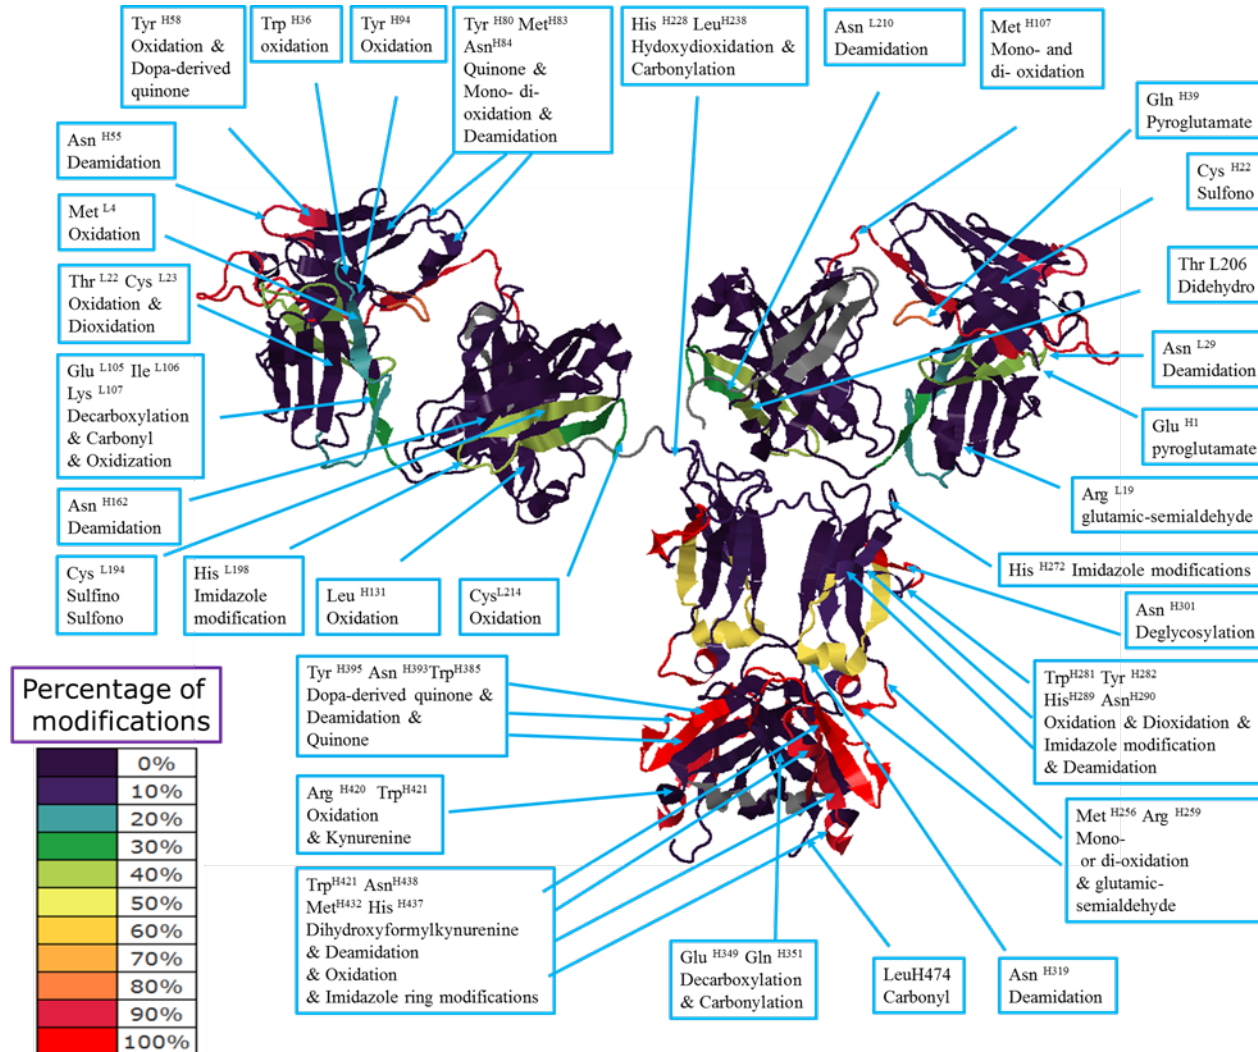 Tyr H58
Oxidation &
Dopa-derived
quinone
Trp H36
oxidation
Tyr H94
Oxidation
Tyr H80 Met H83
Asn H84
Quinone &
Mono- di-
oxidation &
Deamidation
His H228 Leu H238
Hydoxydioxidation &
Carbonylation
Asn L210
Deamidation
Met H107
Mono- and
di- oxidation
Gln H39
Pyroglutamate
Asn H55
Deamidation
Cys H22
Sulfono
Met L4
Oxidation
Thr L206
Didehydro
Thr L22 Cys L23
Oxidation &
Dioxidation
Asn L29
Deamidation
Glu L105 Ile L106
Lys L107
Decarboxylation
& Carbonyl
& Oxidization
Glu H1
pyroglutamate
Asn H162
Deamidation
Arg L19
glutamic-semialdehyde
Cys L194
Sulfino
Sulfono
His L198
Imidazole
modification
Leu H131
Oxidation
Cys L214
Oxidation
His H272 Imidazole modifications
Asn H301
Deglycosylation
Tyr H395 Asn H393 Trp H385
Dopa-derived quinone &
Deamidation &
Quinone
Trp H281 Tyr H282
His H289 Asn H290
Oxidation & Dioxidation &
Imidazole modification
& Deamidation
Arg H420 Trp H421
Oxidation
& Kynurenine
Met H256 Arg H259
Mono-
or di-oxidation
& glutamic-
semialdehyde
Trp H421 Asn H438
Met H432 His H437
Dihydroxyformylkynurenine
& Deamidation
& Oxidation
& Imidazole ring modifications
Glu H349 Gln H351
Decarboxylation
& Carbonylation
LeuH474
Carbonyl
Asn H319
Deamidation
Percentage of
modifications
0%
10%
20%
30%
40%
50%
60%
70%
80%
90%
100%